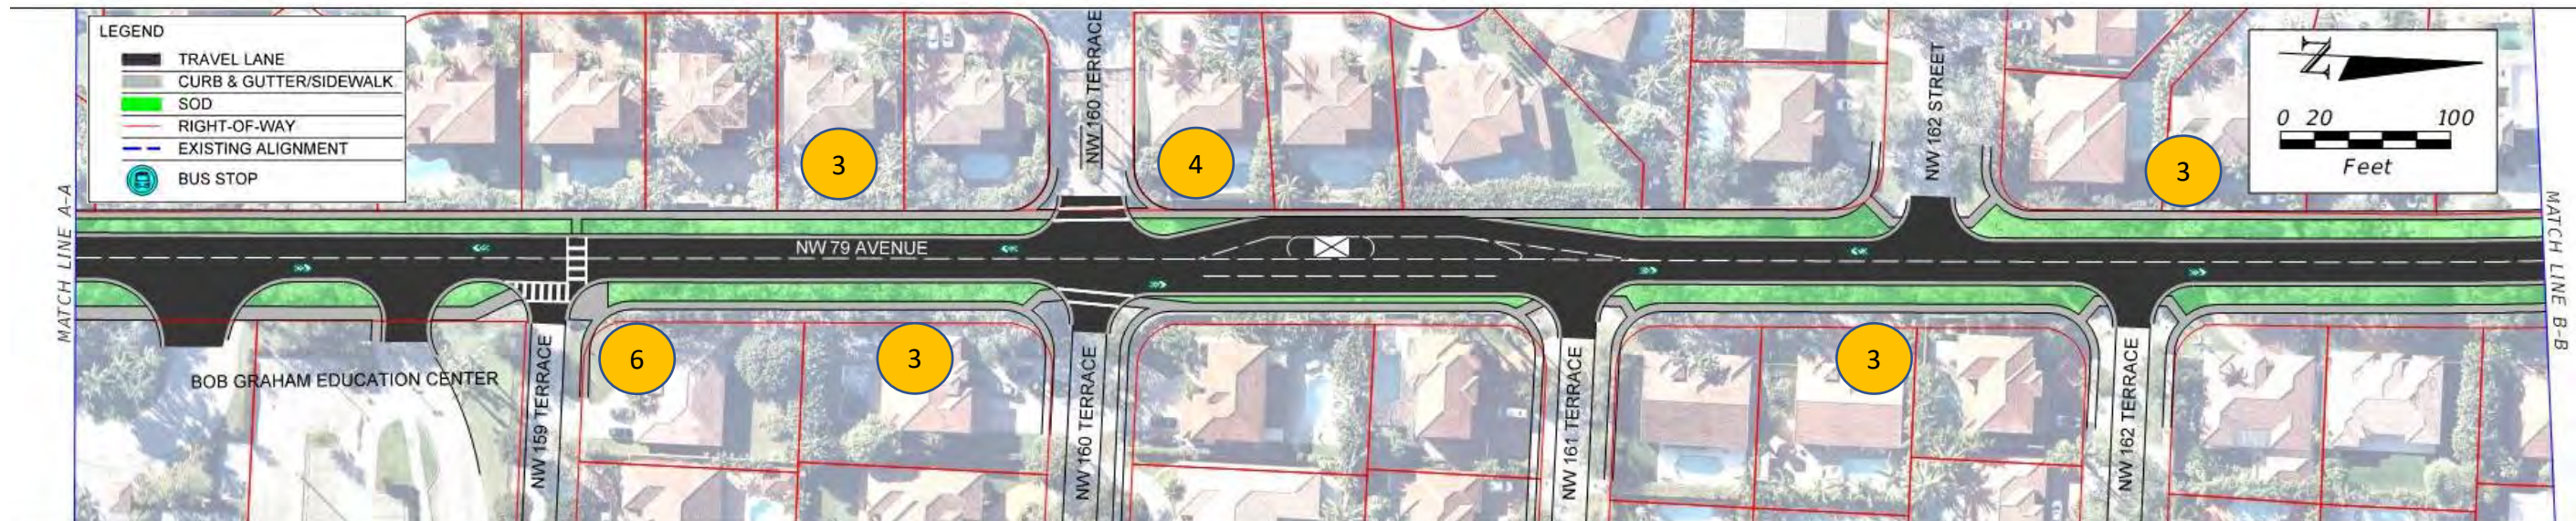 LEGEND
TRAVEL LANE
CURB & GUTTER/SIDEWALK
SOD
RIGHT-OF-WAY
EXISTING ALIGNMENT
BUS STOP
MATCH LINE A-A
NW 160 TERRACE
NW 162 STREET
N
0 20 100
Feet
MATCH LINE B-B
3
4
3
NW 79 AVENUE
6
3
3
BOB GRAHAM EDUCATION CENTER
NW 159 TERRACE
NW 160 TERRACE
NW 161 TERRACE
NW 162 TERRACE